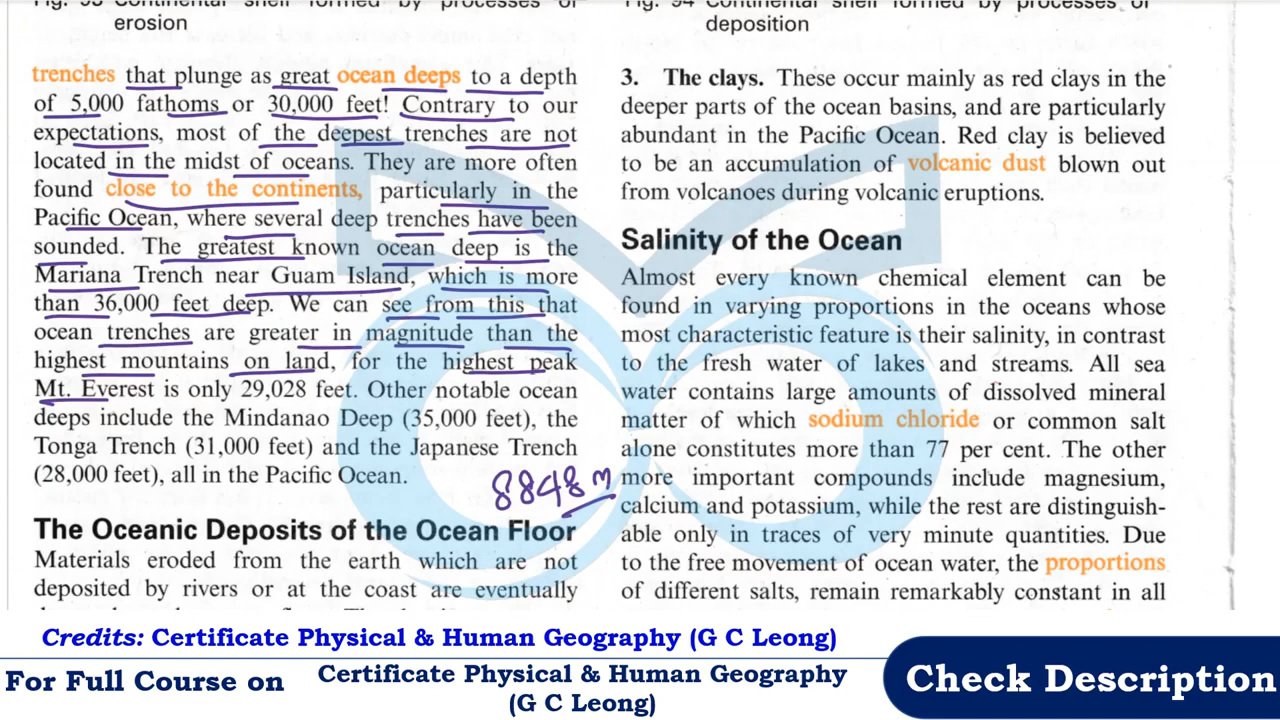 erosion
deposition
trenches that plunge as great ocean deeps to a depth
of 5,000 fathoms or 30,000 feet! Contrary to our
expectations, most of the deepest trenches are not
located in the midst of oceans. They are more often
found close to the continents, particularly in the
Pacific Ocean, where several deep trenches have been
sounded. The greatest known ocean deep is the
Mariana Trench near Guam Island, which is more
than 36,000 feet deep. We can see from this that
ocean trenches are greater in magnitude than the
highest mountains on land, for the highest peak
Mt. Everest is only 29,028 feet. Other notable ocean
deeps include the Mindanao Deep (35,000 feet), the
Tonga Trench (31,000 feet) and the Japanese Trench
(28,000 feet), all in the Pacific Ocean.
8848 m
The Oceanic Deposits of the Ocean Floor
Materials eroded from the earth which are not
deposited by rivers or at the coast are eventually
3. The clays. These occur mainly as red clays in the
deeper parts of the ocean basins, and are particularly
abundant in the Pacific Ocean. Red clay is believed
to be an accumulation of volcanic dust blown out
from volcanoes during volcanic eruptions.
Salinity of the Ocean
Almost every known chemical element can be
found in varying proportions in the oceans whose
most characteristic feature is their salinity, in contrast
to the fresh water of lakes and streams. All sea
water contains large amounts of dissolved mineral
matter of which sodium chloride or common salt
alone constitutes more than 77 per cent. The other
more important compounds include magnesium,
calcium and potassium, while the rest are distinguish-
able only in traces of very minute quantities. Due
to the free movement of ocean water, the proportions
of different salts, remain remarkably constant in all
Credits: Certificate Physical & Human Geography (G C Leong)
For Full Course on
Certificate Physical & Human Geography
(G C Leong)
Check Description